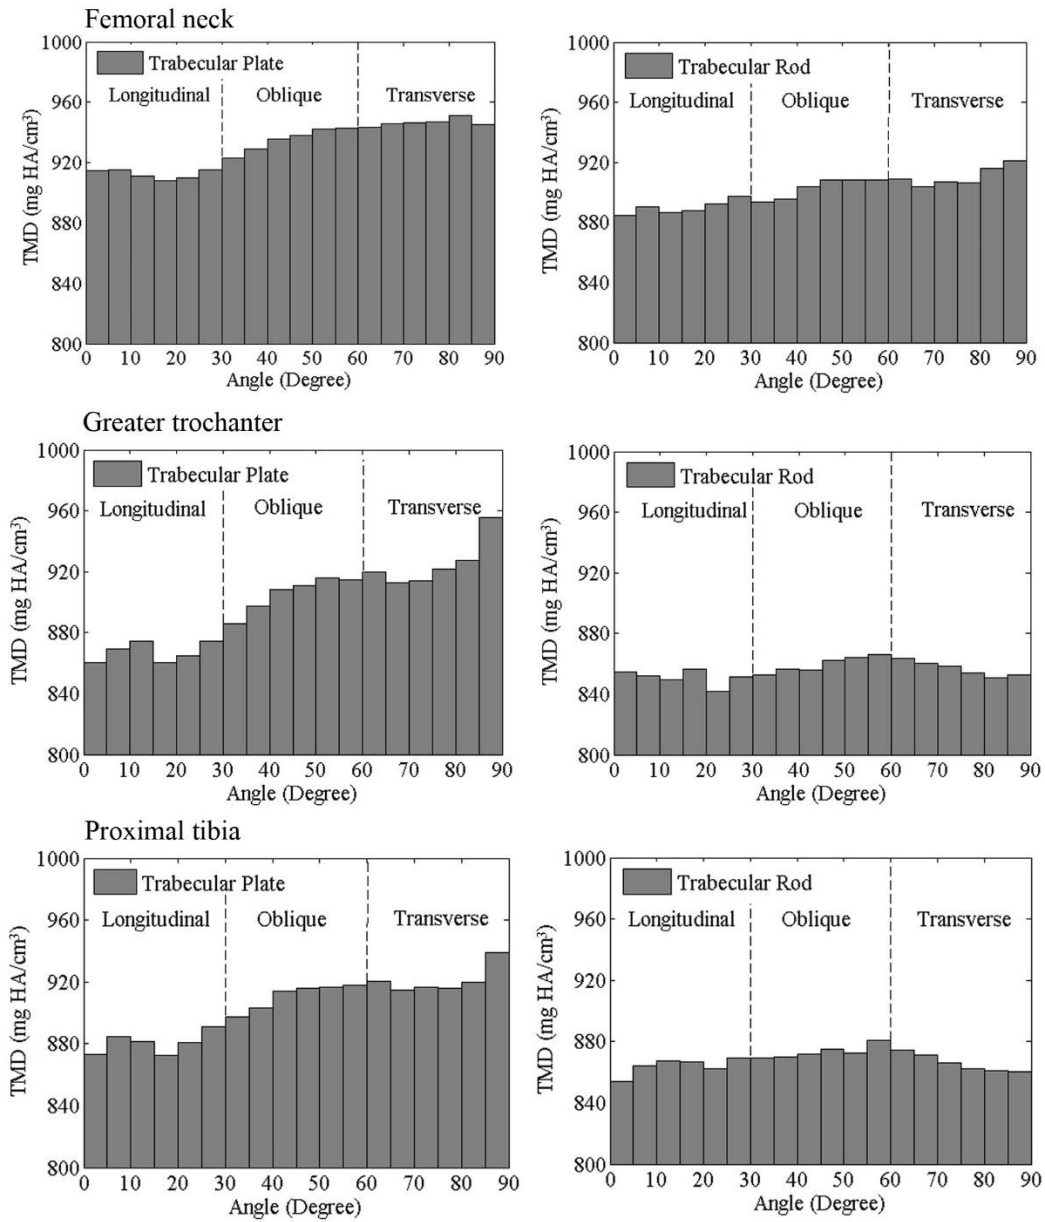 Femoral neck
1000
960
920
880
840
800
TMD (mg HA/cm³)
Trabecular Plate
Longitudinal Oblique Transverse
0 10 20 30 40 50 60 70 80 90
Angle (Degree)
1000
960
920
880
840
800
TMD (mg HA/cm³)
Trabecular Rod
Longitudinal Oblique Transverse
0 10 20 30 40 50 60 70 80 90
Angle (Degree)
Greater trochanter
1000
960
920
880
840
800
TMD (mg HA/cm³)
Trabecular Plate
Longitudinal Oblique Transverse
0 10 20 30 40 50 60 70 80 90
Angle (Degree)
1000
960
920
880
840
800
TMD (mg HA/cm³)
Trabecular Rod
Longitudinal Oblique Transverse
0 10 20 30 40 50 60 70 80 90
Angle (Degree)
Proximal tibia
1000
960
920
880
840
800
TMD (mg HA/cm³)
Trabecular Plate
Longitudinal Oblique Transverse
0 10 20 30 40 50 60 70 80 90
Angle (Degree)
1000
960
920
880
840
800
TMD (mg HA/cm³)
Trabecular Rod
Longitudinal Oblique Transverse
0 10 20 30 40 50 60 70 80 90
Angle (Degree)